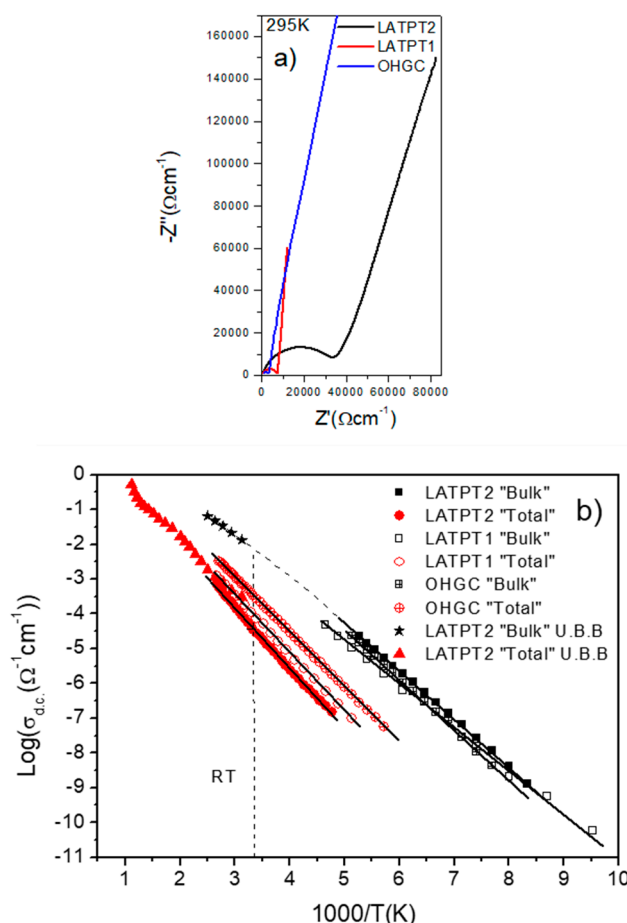 295K
a)
LATPT2
LATPT1
OHGC
160000
140000
120000
100000
80000
60000
40000
20000
0
-Z''(Ωcm⁻¹)
0 20000 40000 60000 80000
Z'(Ωcm⁻¹)
b)
LATPT2 "Bulk"
LATPT2 "Total"
LATPT1 "Bulk"
LATPT1 "Total"
OHGC "Bulk"
OHGC "Total"
LATPT2 "Bulk" U.B.B
LATPT2 "Total" U.B.B
0
-1
-2
-3
-4
-5
-6
-7
-8
-9
-10
-11
Log(σd.c.(Ω⁻¹cm⁻¹))
RT
1 2 3 4 5 6 7 8 9 10
1000/T(K)